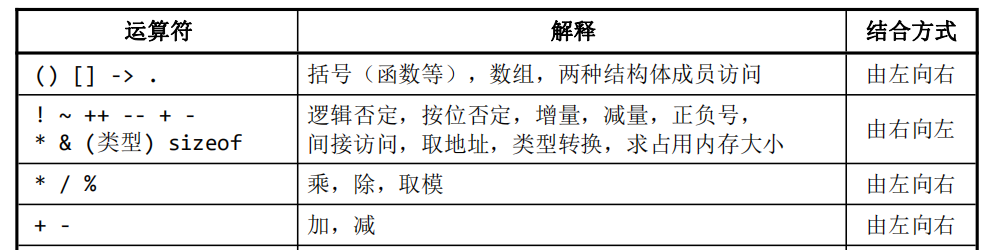 运算符 解释 结合方式
() [] -> . 括号（函数等），数组，两种结构体成员访问 由左向右
! ~ ++ -- + - 逻辑否定，按位否定，增量，减量，正负号，
* & (类型) sizeof 间接访问，取地址，类型转换，求占用内存大小 由右向左
* / % 乘，除，取模 由左向右
+ - 加，减 由左向右